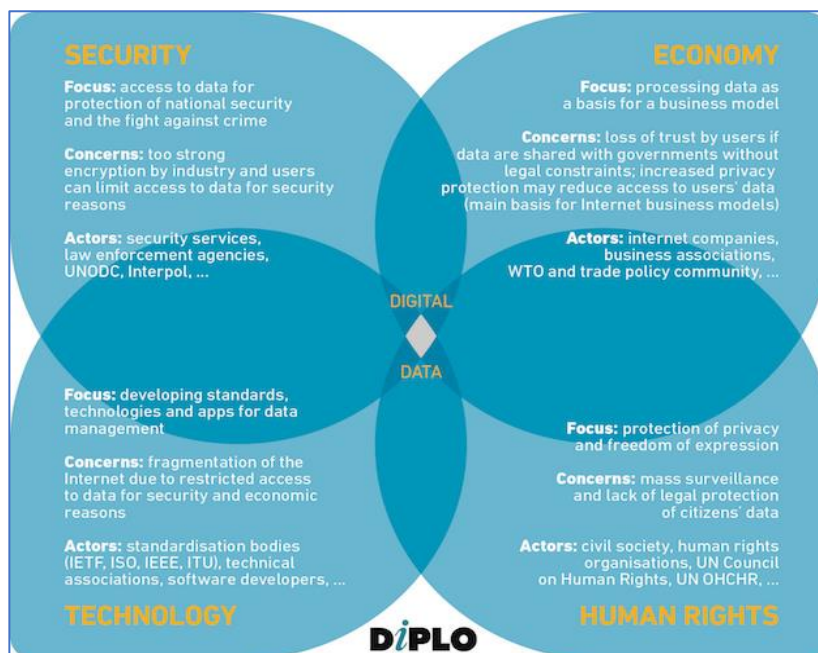 SECURITY
Focus: access to data for
protection of national security
and the fight against crime
Concerns: too strong
encryption by industry and users
can limit access to data for security
reasons
Actors: security services,
law enforcement agencies,
UNODC, Interpol, ...
ECONOMY
Focus: processing data as
a basis for a business model
Concerns: loss of trust by users if
data are shared with governments without
legal constraints; increased privacy
protection may reduce access to users' data
(main basis for Internet business models)
Actors: internet companies,
business associations,
WTO and trade policy community, ...
DIGITAL
DATA
Focus: developing standards,
technologies and apps for data
management
Concerns: fragmentation of the
Internet due to restricted access
to data for security and economic
reasons
Actors: standardisation bodies
(IETF, ISO, IEEE, ITU), technical
associations, software developers, ...
TECHNOLOGY
Focus: protection of privacy
and freedom of expression
Concerns: mass surveillance
and lack of legal protection
of citizens' data
Actors: civil society, human rights
organisations, UN Council
on Human Rights, UN OHCHR, ...
HUMAN RIGHTS
DiPLO